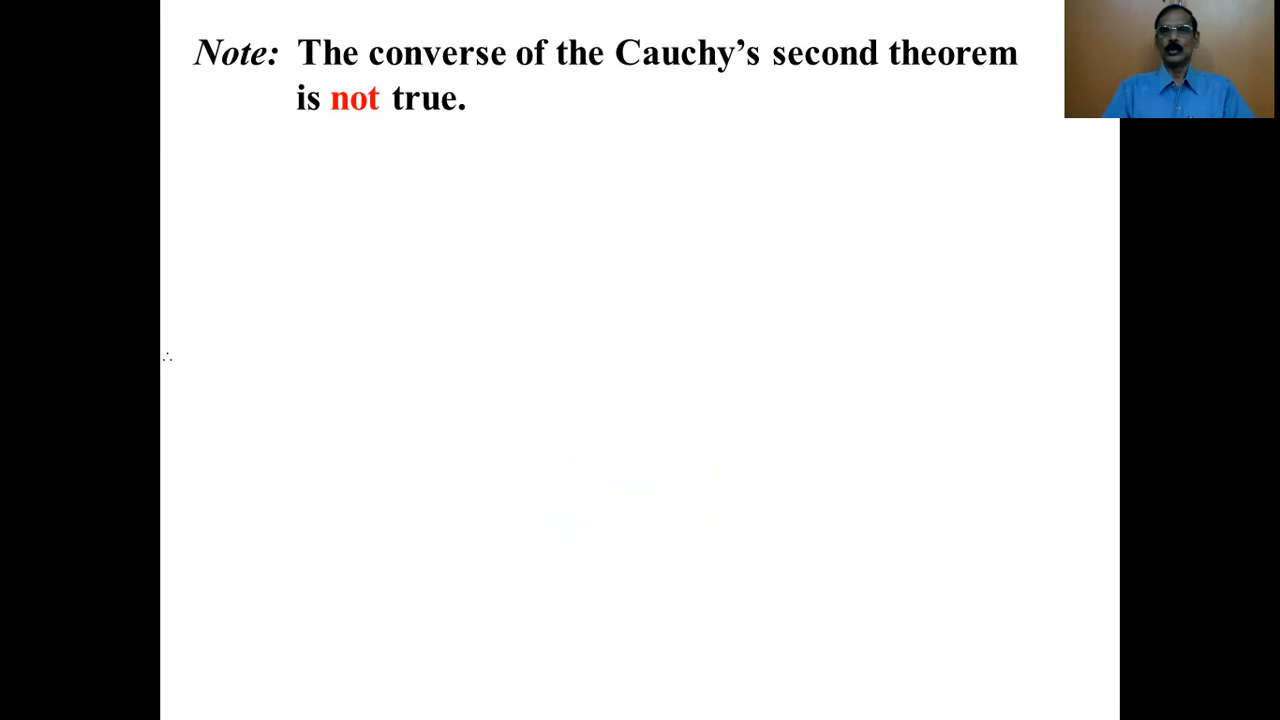 Note: The converse of the Cauchy’s second theorem
is not true.
∴